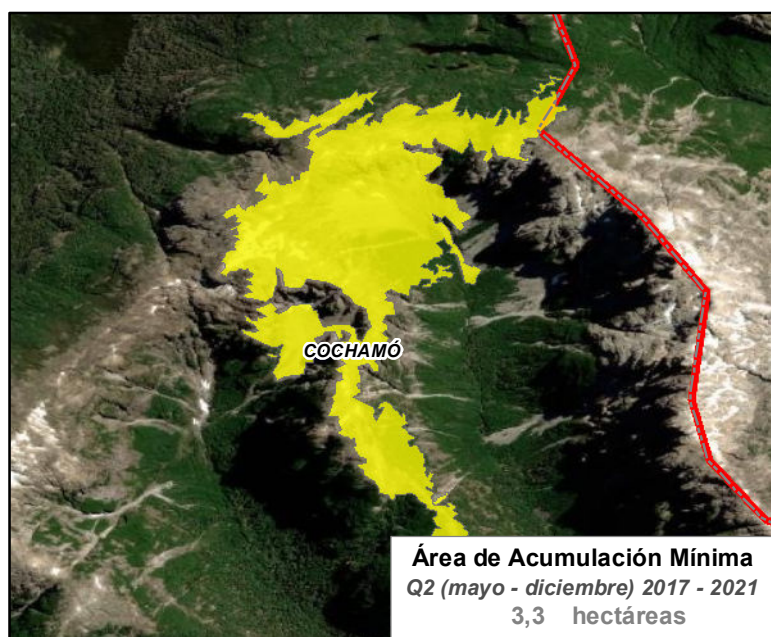 COCHAMÓ
Área de Acumulación Mínima
Q2 (mayo - diciembre) 2017 - 2021
3,3 hectáreas